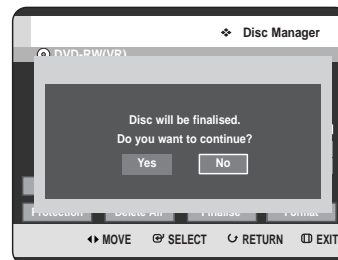 ❖ Disc Manager
DVD-RW(VR)
Disc will be finalised.
Do you want to continue?
Yes No
Protection Delete All Finalise Format
MOVE SELECT RETURN EXIT